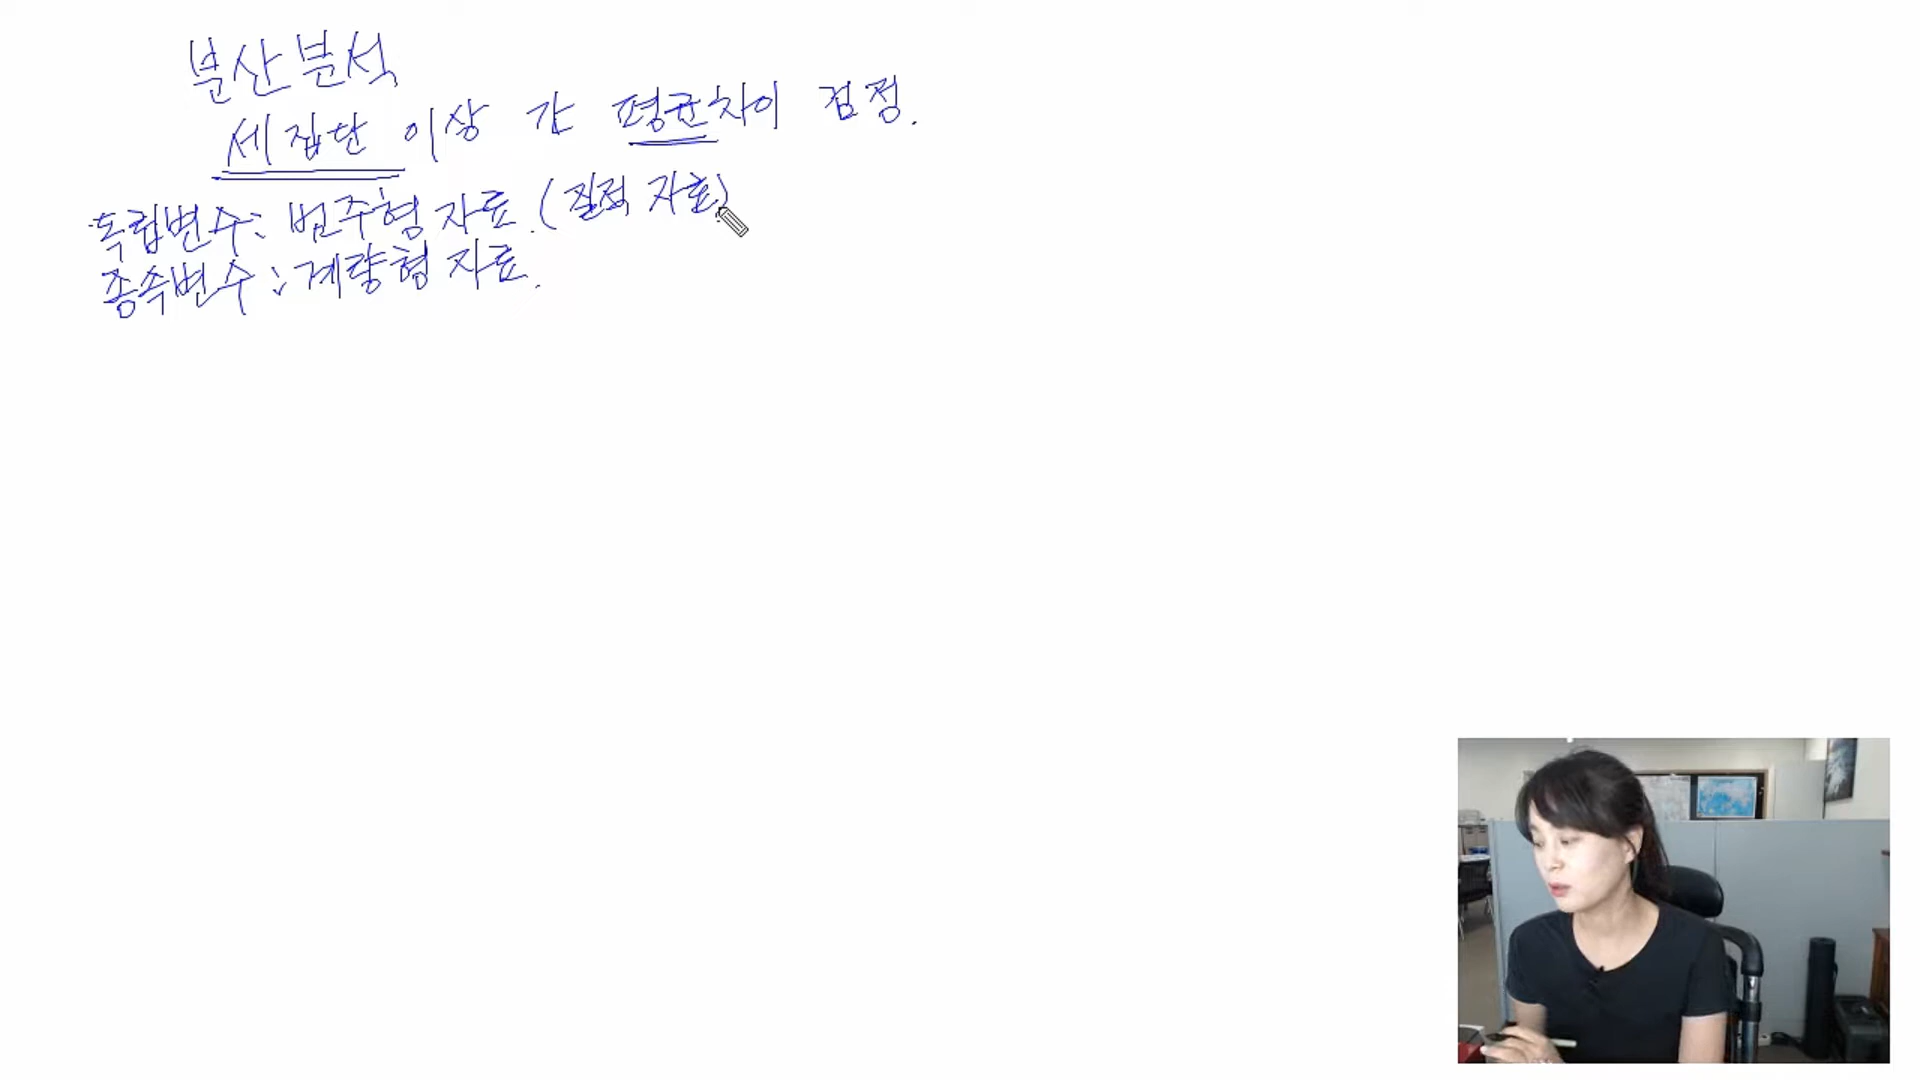 분산분석
세집단 이상 간 평균차이 검정.
독립변수: 범주형 자료. (질적 자료)
종속변수: 계량형 자료.